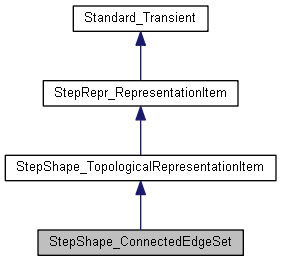 Standard_Transient
StepRepr_RepresentationItem
StepShape_TopologicalRepresentationItem
StepShape_ConnectedEdgeSet